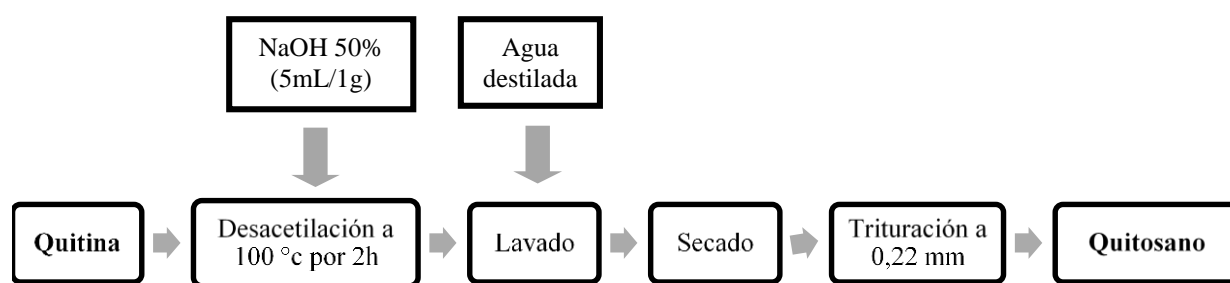 NaOH 50%
(5mL/1g)
Agua
destilada
Quitina
Desacetilación a
100 °c por 2h
Lavado
Secado
Trituración a
0,22 mm
Quitosano